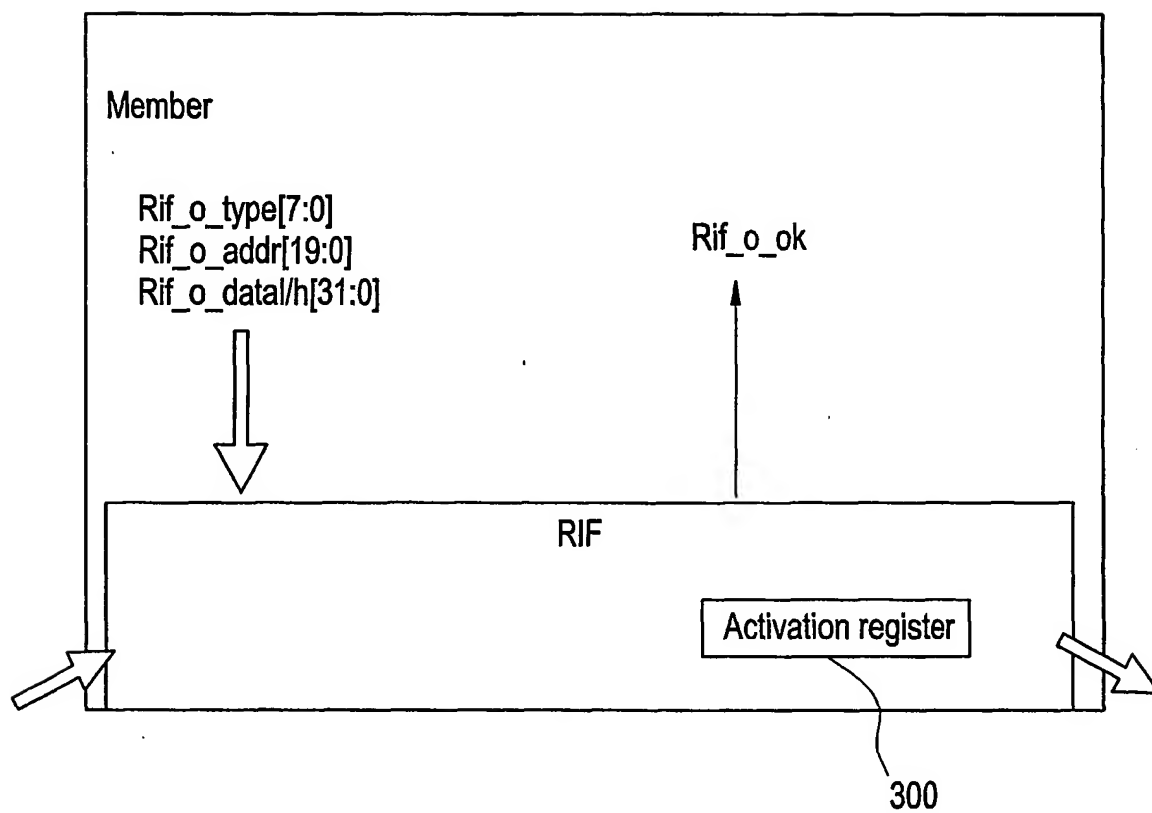 Member
Rif_o_type[7:0]
Rif_o_addr[19:0]
Rif_o_datal/h[31:0]
Rif_o_ok
RIF
Activation register
300